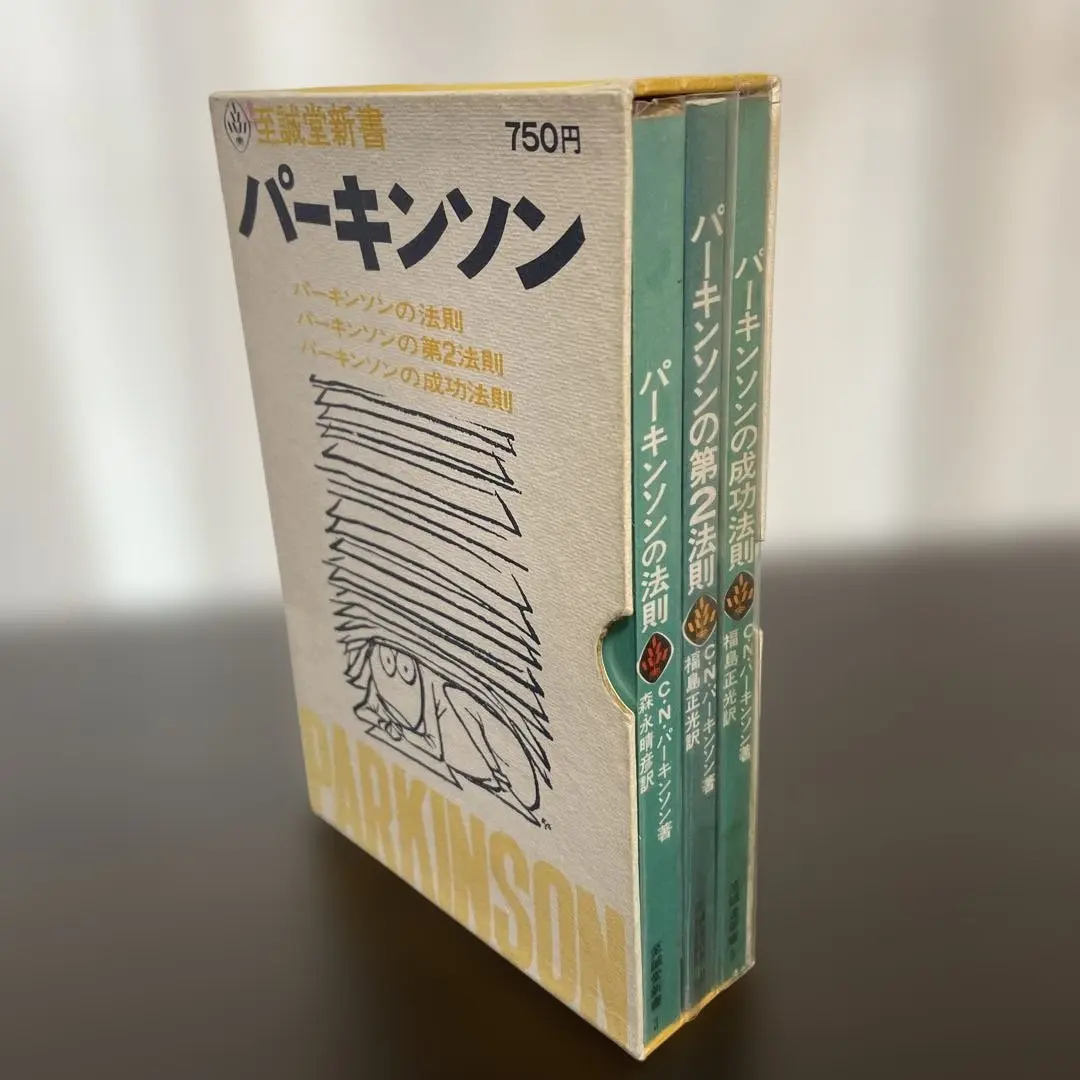 至誠堂新書
750円
パーキンソン
パーキンソンの法則
パーキンソンの第2法則
パーキンソンの成功法則
PARKINSON
パーキンソンの法則
C・N・パーキンソン著
森永晴彦訳
至誠堂新書 1
パーキンソンの第2法則
C・N・パーキンソン著
福島正光訳
パーキンソンの成功法則
C・N・パーキンソン著
福島正光訳